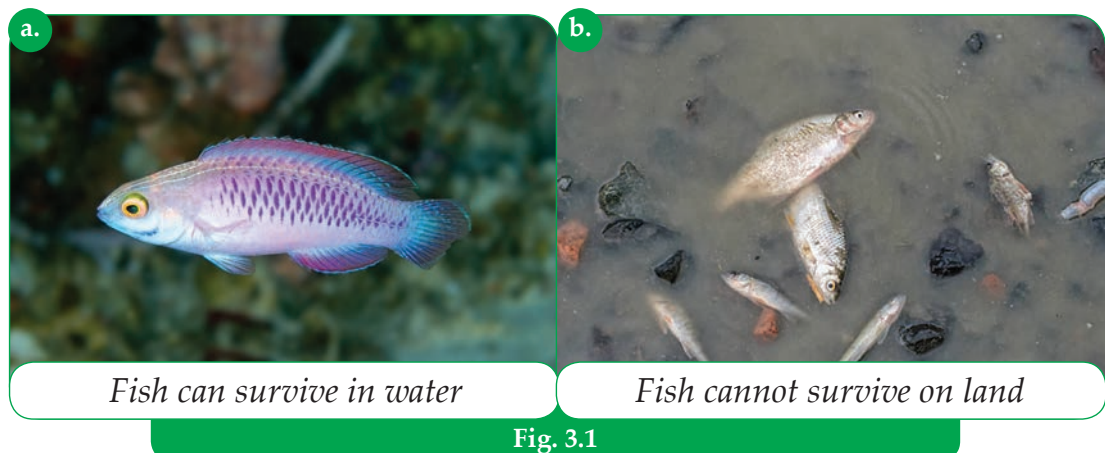 a.
b.
Fish can survive in water
Fish cannot survive on land
Fig. 3.1